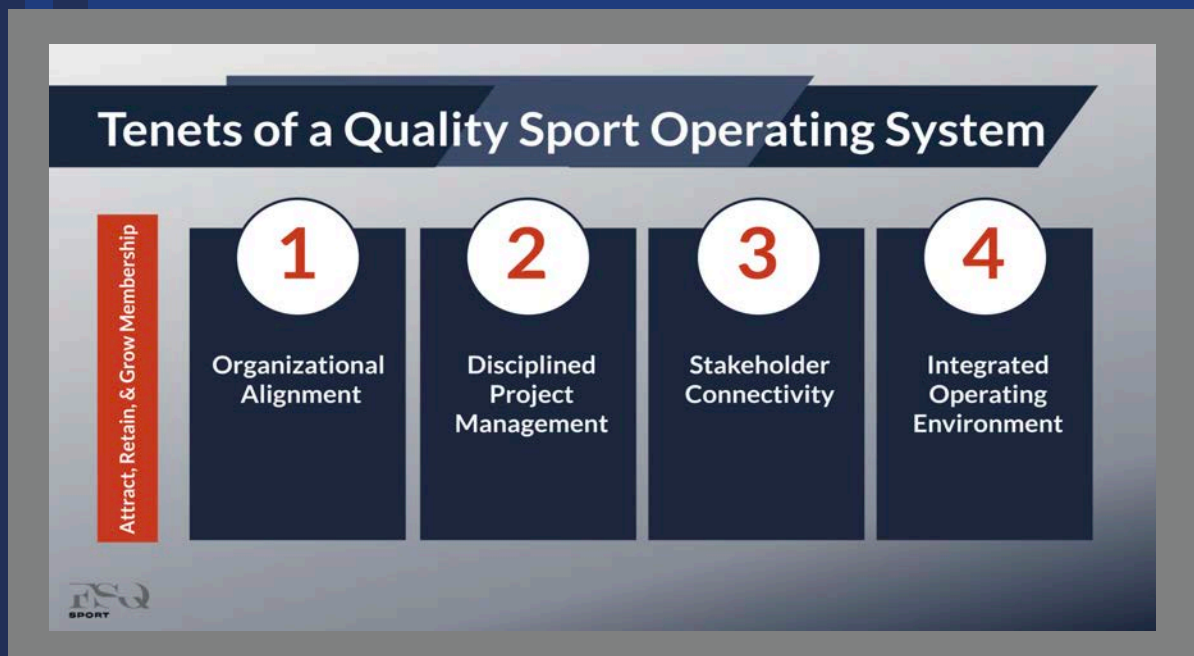 Tenets of a Quality Sport Operating System
Attract, Retain, & Grow Membership
1
Organizational
Alignment
2
Disciplined
Project
Management
3
Stakeholder
Connectivity
4
Integrated
Operating
Environment
FSQ
SPORT